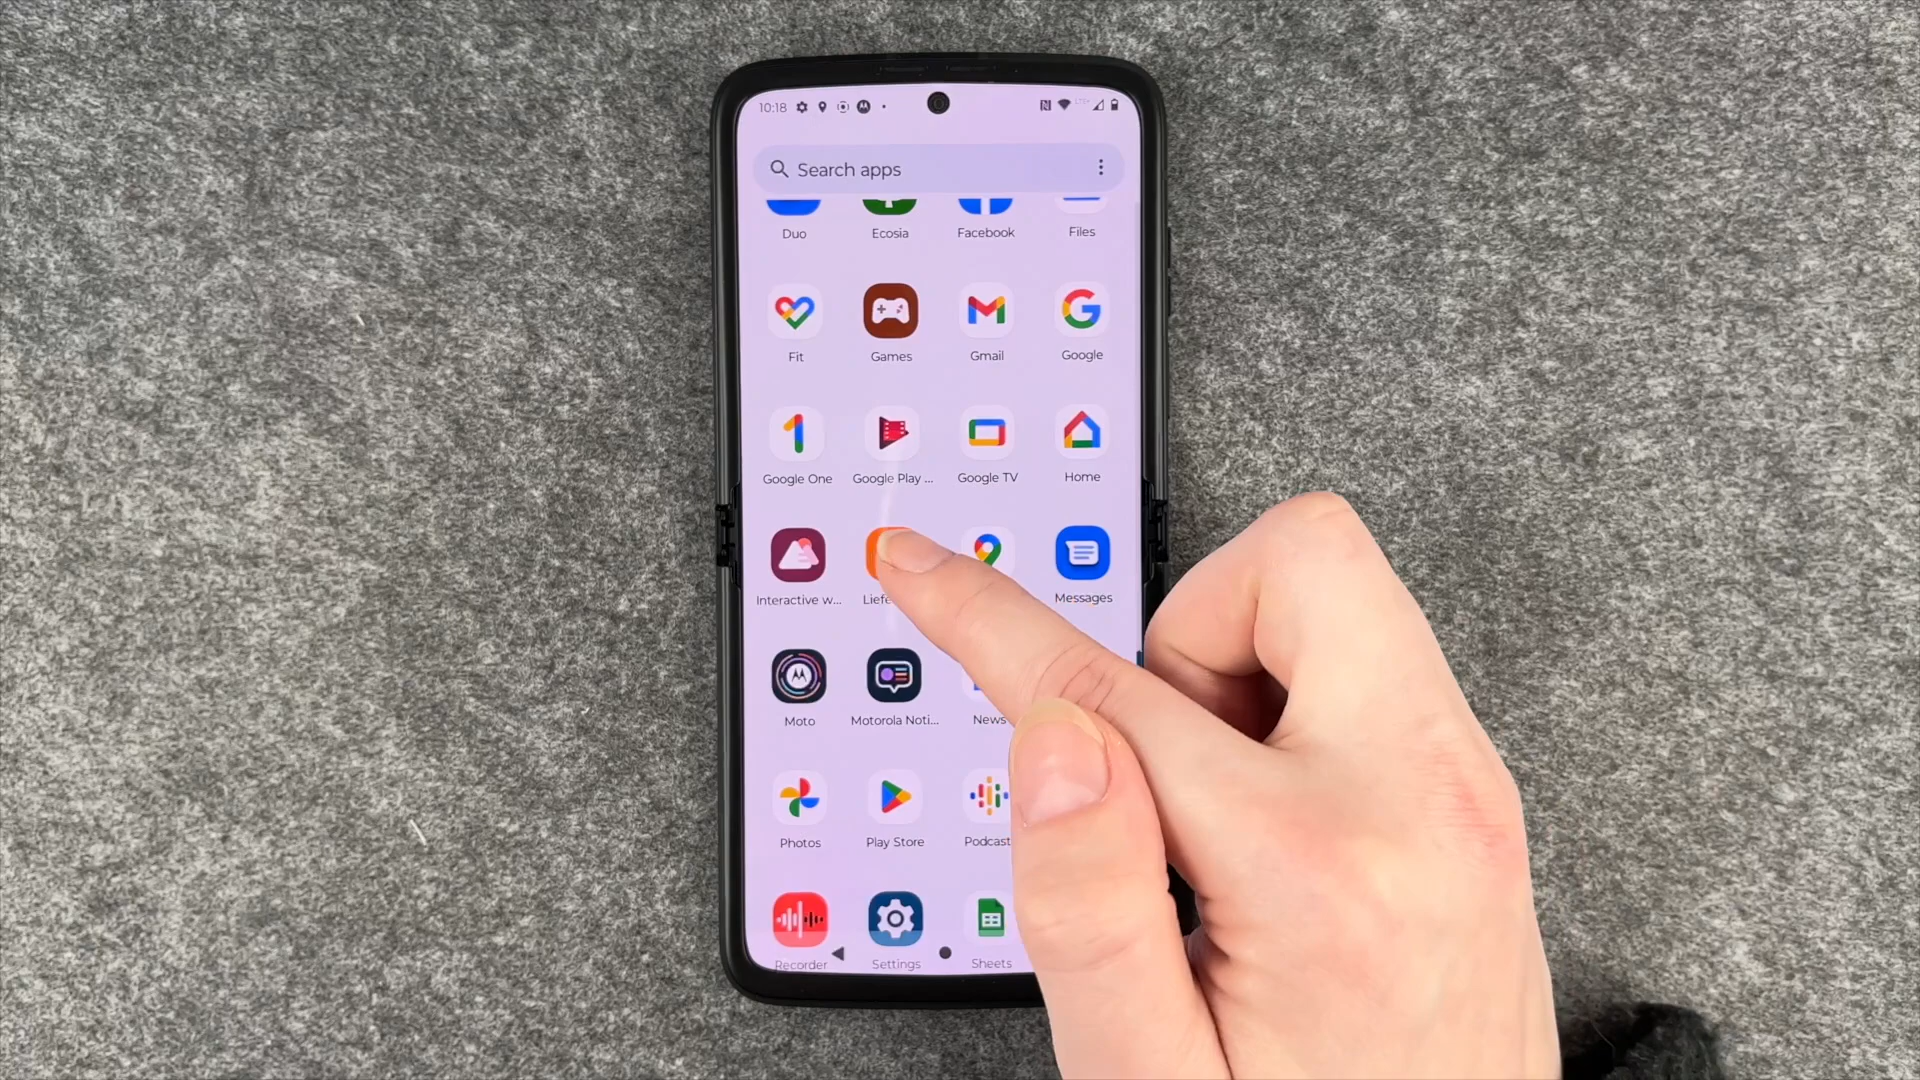 10:18
Search apps
Duo Ecosia Facebook Files
Fit Games Gmail Google
Google One Google Play ... Google TV Home
Interactive w... Messages
Moto Motorola Noti... News
Photos Play Store
Recorder Settings Sheets